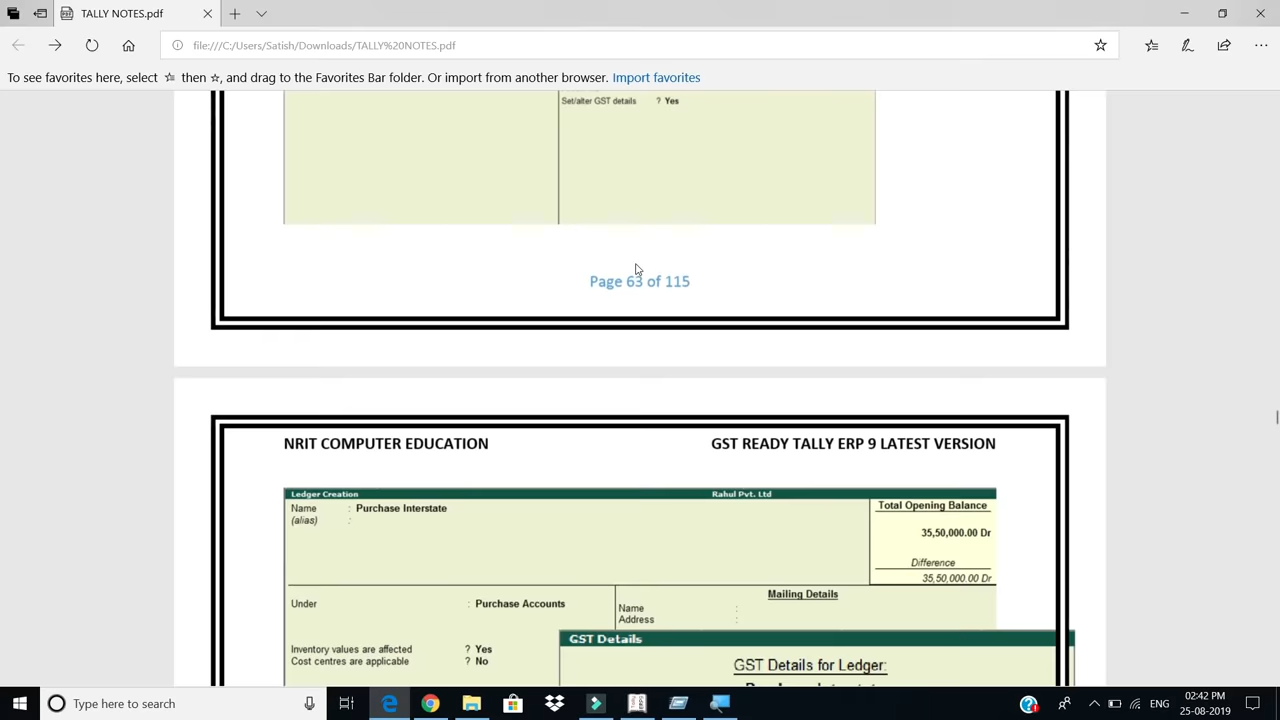 TALLY NOTES.pdf
file:///C:/Users/Satish/Downloads/TALLY%20NOTES.pdf
To see favorites here, select ☆ then ☆, and drag to the Favorites Bar folder. Or import from another browser. Import favorites
Set/alter GST details ? Yes
Page 63 of 115
NRIT COMPUTER EDUCATION GST READY TALLY ERP 9 LATEST VERSION
Ledger Creation Rahul Pvt. Ltd
Name : Purchase Interstate Total Opening Balance
(alias) :
35,50,000.00 Dr
Difference
35,50,000.00 Dr
Mailing Details
Under : Purchase Accounts
Name :
Address :
GST Details
Inventory values are affected ? Yes
Cost centres are applicable ? No
GST Details for Ledger:
Type here to search
ENG
02:42 PM
25-08-2019